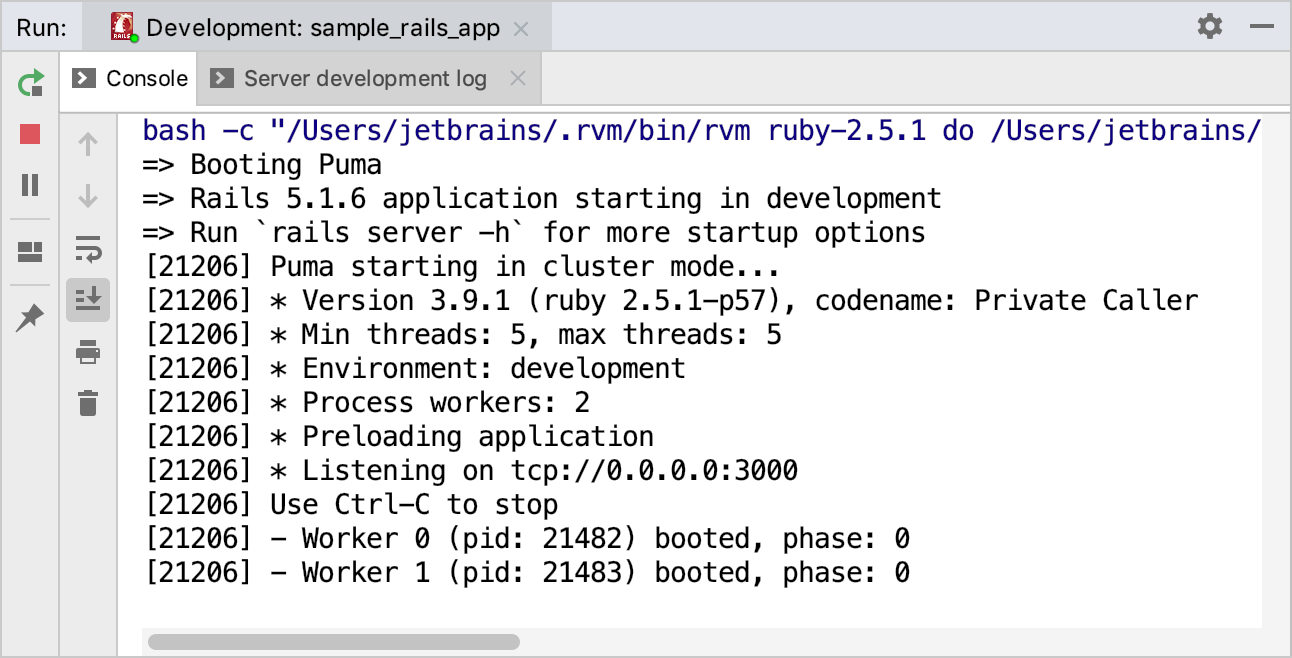 Run:
Development: sample_rails_app
Console
Server development log
bash -c "/Users/jetbrains/.rvm/bin/rvm ruby-2.5.1 do /Users/jetbrains/
=> Booting Puma
=> Rails 5.1.6 application starting in development
=> Run `rails server -h` for more startup options
[21206] Puma starting in cluster mode...
[21206] * Version 3.9.1 (ruby 2.5.1-p57), codename: Private Caller
[21206] * Min threads: 5, max threads: 5
[21206] * Environment: development
[21206] * Process workers: 2
[21206] * Preloading application
[21206] * Listening on tcp://0.0.0.0:3000
[21206] Use Ctrl-C to stop
[21206] - Worker 0 (pid: 21482) booted, phase: 0
[21206] - Worker 1 (pid: 21483) booted, phase: 0